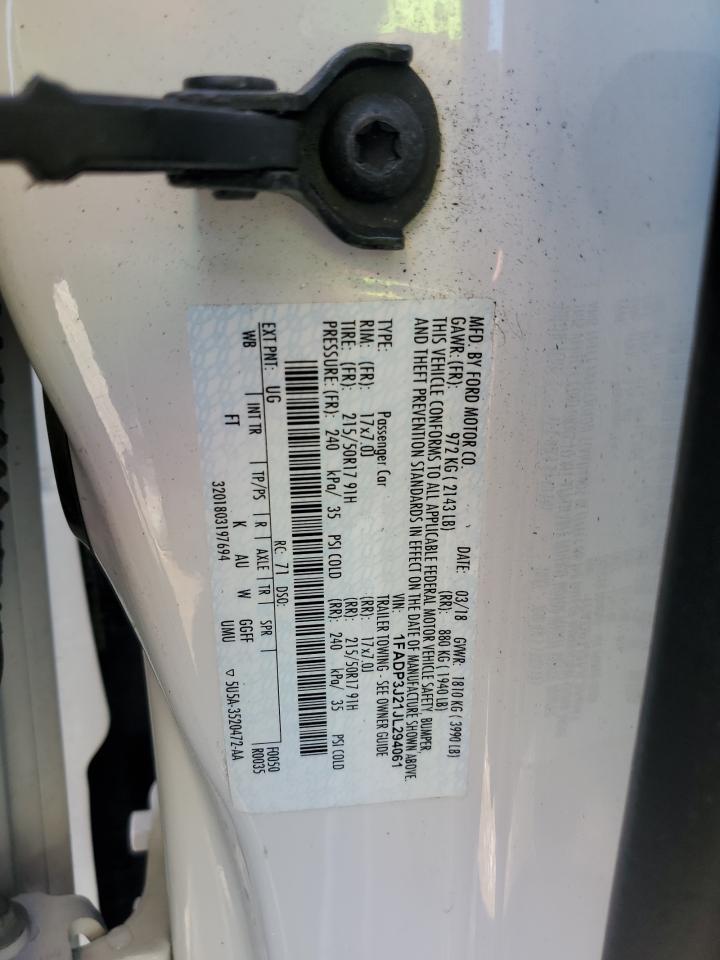 MFD. BY FORD MOTOR CO. DATE: 03/18 GVWR: 1810 KG ( 3990 LB)
GAWR: (FR): 972 KG ( 2143 LB) (RR): 880 KG ( 1940 LB)
THIS VEHICLE CONFORMS TO ALL APPLICABLE FEDERAL MOTOR VEHICLE SAFETY, BUMPER,
AND THEFT PREVENTION STANDARDS IN EFFECT ON THE DATE OF MANUFACTURE SHOWN ABOVE.
VIN: 1FADP3J21JL294061
TYPE: Passenger Car TRAILER TOWING - SEE OWNER GUIDE
RIM: (FR): 17x7.0J (RR): 17x7.0J
TIRE: (FR): 215/50R17 91H (RR): 215/50R17 91H
PRESSURE: (FR): 240 kPa/ 35 PSI COLD (RR): 240 kPa/ 35 PSI COLD
RC: 71 DSO: F0050
EXT PNT: UG R0035
WB INT TR TP/PS R AXLE TR SPR
FT K AU W GGFF UMU 5U5A-3520472-AA
3201803197694